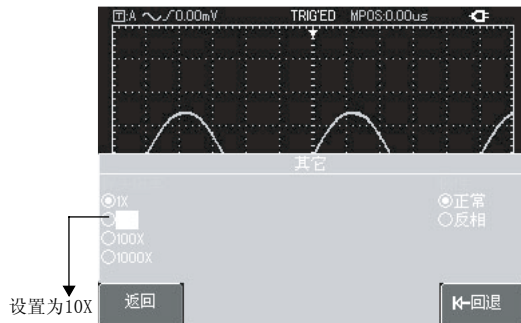 T:A 0.00mV TRIG'ED MPOS:0.00us
其它
1X 正常
反相
100X
1000X
设置为10X
返回 回退